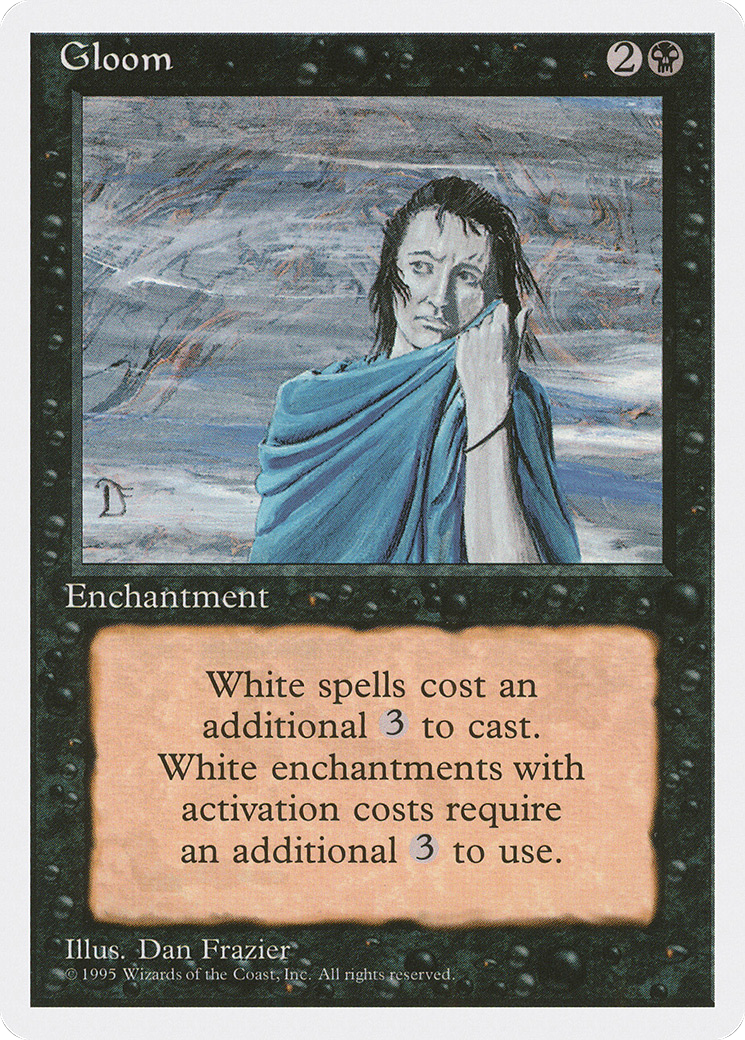 Gloom 2
DF
Enchantment
White spells cost an
additional 3 to cast.
White enchantments with
activation costs require
an additional 3 to use.
Illus. Dan Frazier
© 1995 Wizards of the Coast, Inc. All rights reserved.